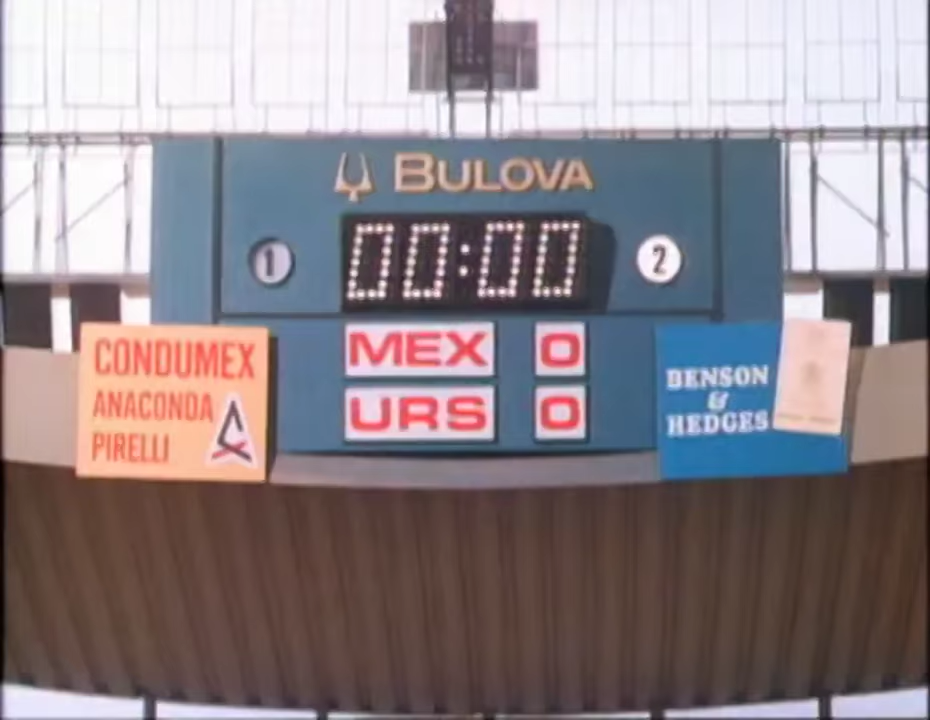 BULOVA
1
00:00
2
MEX 0
URS 0
CONDUMEX
ANACONDA
PIRELLI
BENSON
&
HEDGES